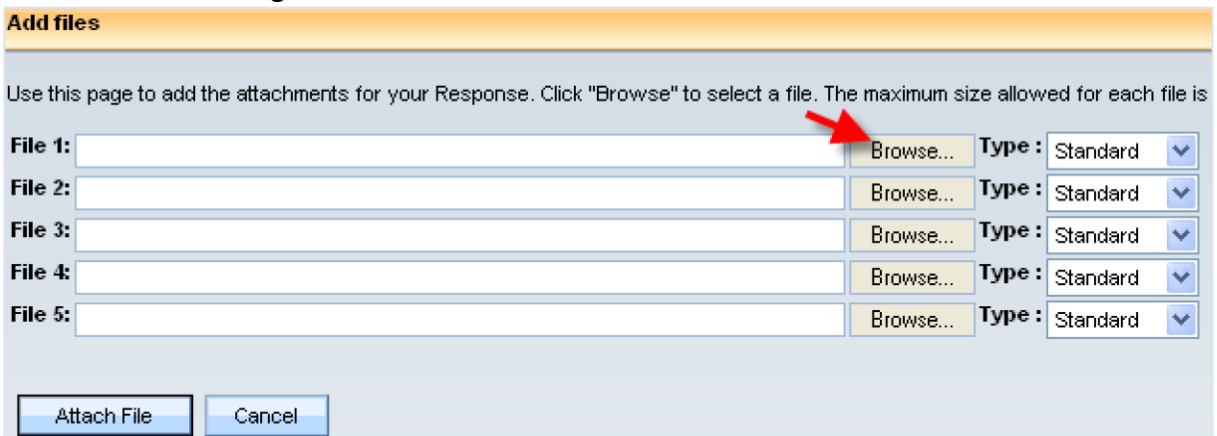 Add files
Use this page to add the attachments for your Response. Click "Browse" to select a file. The maximum size allowed for each file is
File 1: Browse... Type : Standard
File 2: Browse... Type : Standard
File 3: Browse... Type : Standard
File 4: Browse... Type : Standard
File 5: Browse... Type : Standard
Attach File Cancel